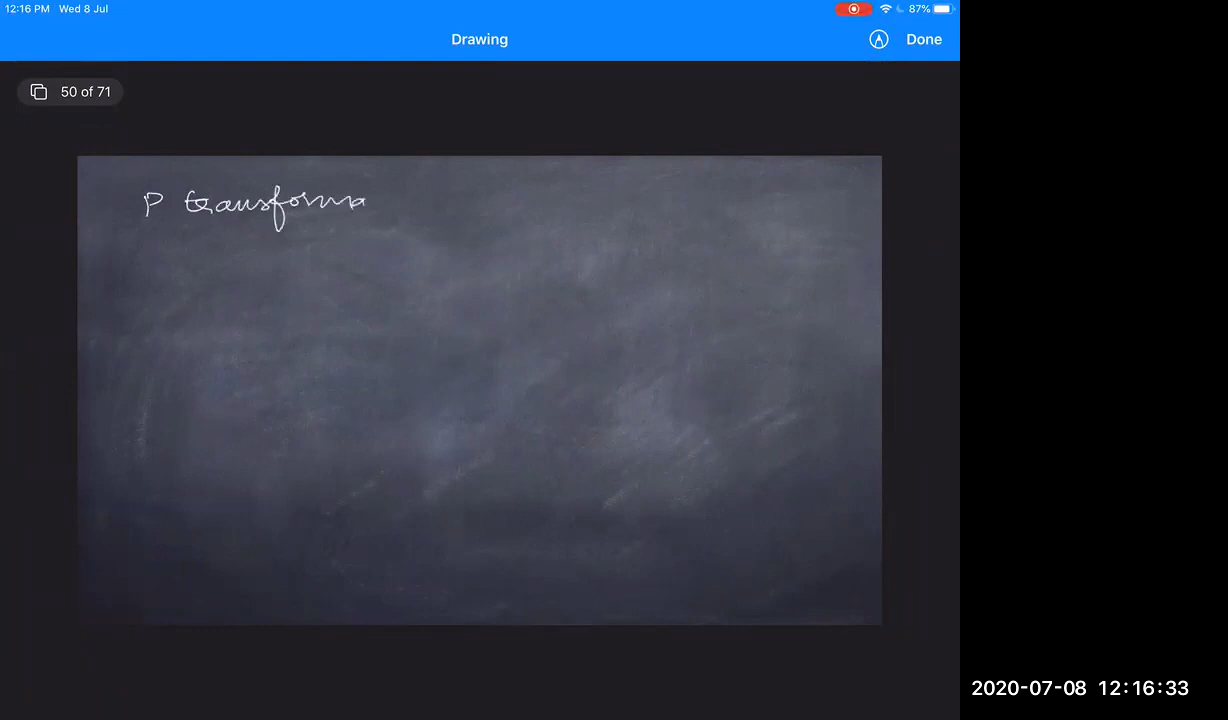 12:16 PM Wed 8 Jul 87%
Drawing Done
50 of 71
P transforma
2020-07-08 12:16:33